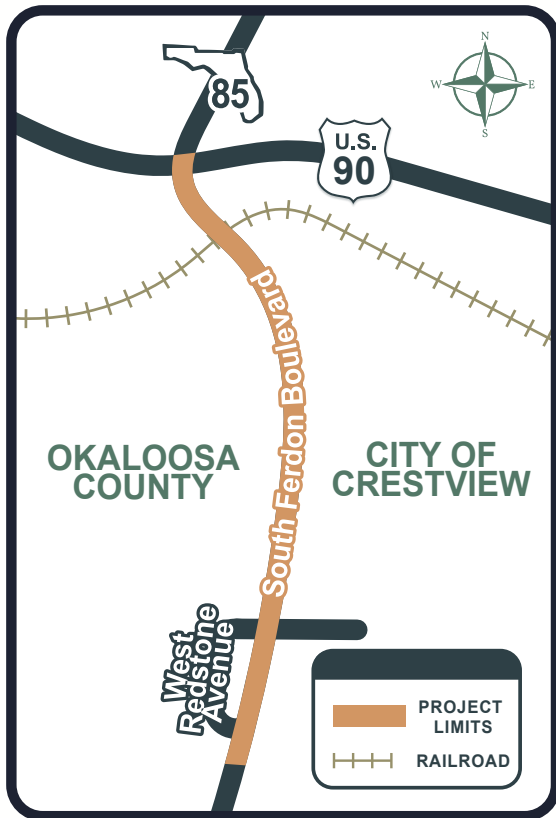 N
W E
S
85
U.S.
90
South Ferdon Boulevard
OKALOOSA
COUNTY
CITY OF
CRESTVIEW
West
Redstone
Avenue
PROJECT
LIMITS
RAILROAD